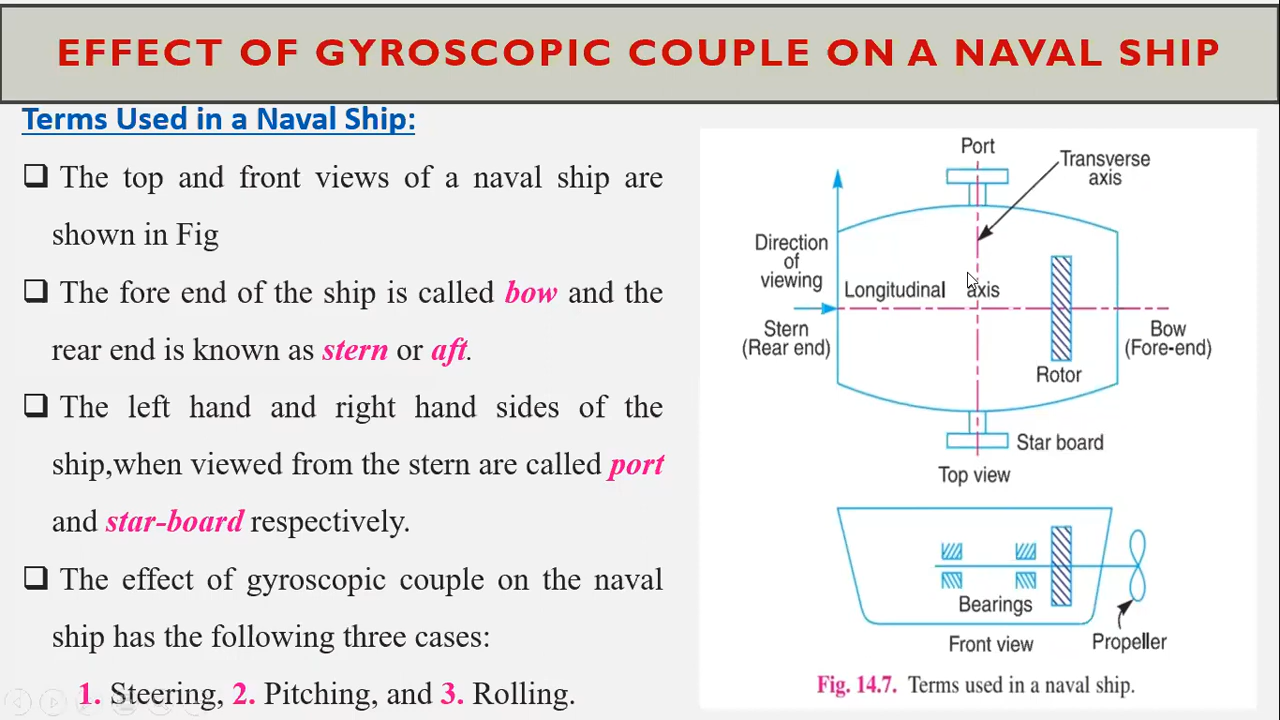 EFFECT OF GYROSCOPIC COUPLE ON A NAVAL SHIP
Terms Used in a Naval Ship:
The top and front views of a naval ship are
shown in Fig
The fore end of the ship is called bow and the
rear end is known as stern or aft.
The left hand and right hand sides of the
ship,when viewed from the stern are called port
and star-board respectively.
The effect of gyroscopic couple on the naval
ship has the following three cases:
1. Steering, 2. Pitching, and 3. Rolling.
Port
Transverse
axis
Direction
of
viewing
Longitudinal axis
Stern
(Rear end)
Bow
(Fore-end)
Rotor
Star board
Top view
Bearings
Front view
Propeller
Fig. 14.7. Terms used in a naval ship.